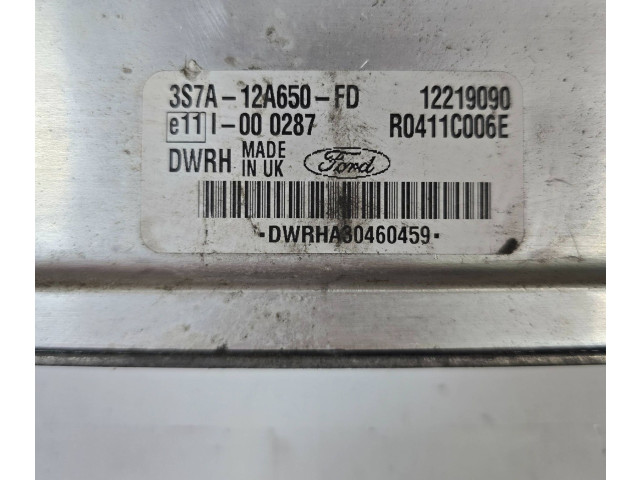 3S7A-12A650-FD 12219090
e11 I-00 0287 R0411C006E
DWRH MADE IN UK Ford
·DWRHA30460459·